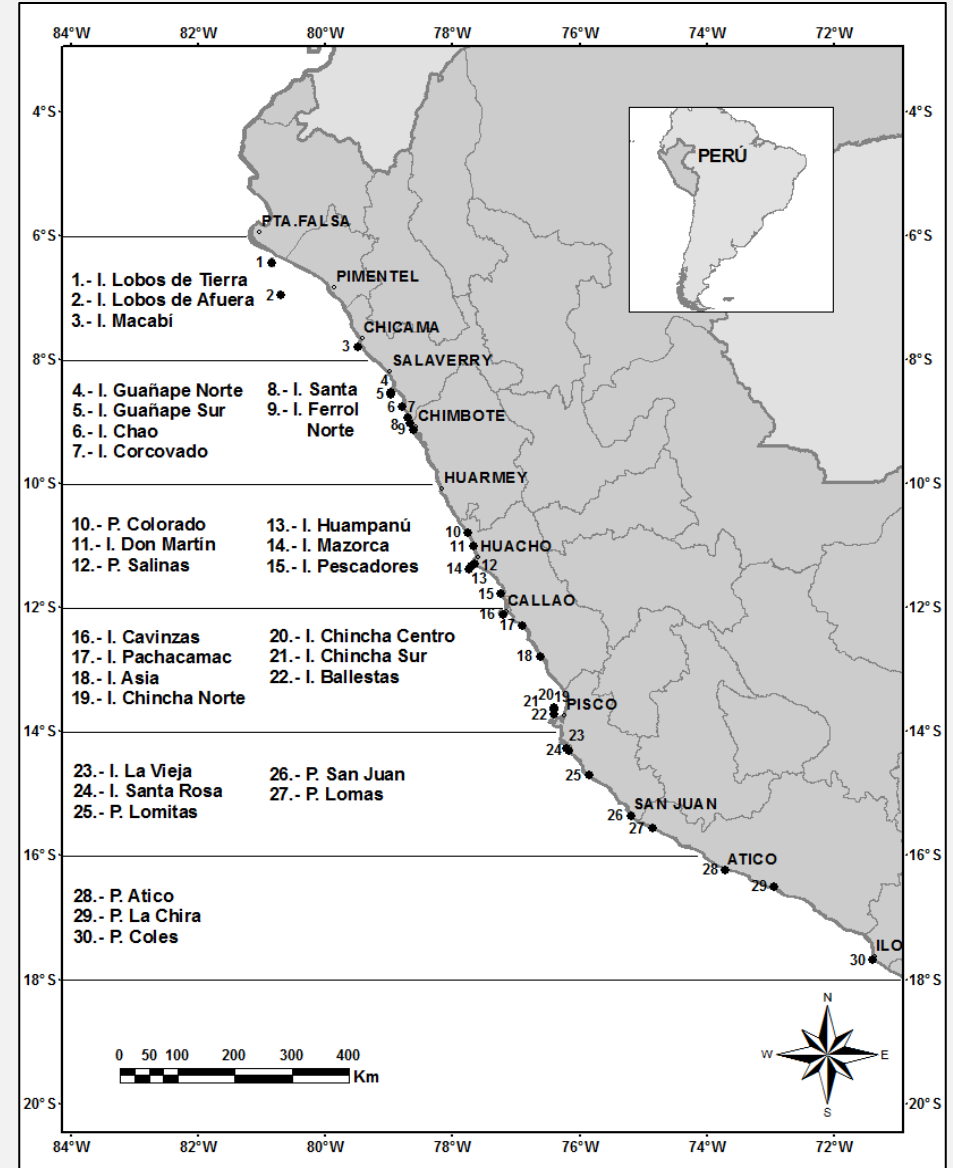 84°W 82°W 80°W 78°W 76°W 74°W 72°W
4°S 4°S
PERÚ
PTA.FALSA
6°S 6°S
1
1.- I. Lobos de Tierra
2.- I. Lobos de Afuera
3.- I. Macabí
2
PIMENTEL
CHICAMA
3
8°S 8°S
SALAVERRY
4.- I. Guañape Norte
5.- I. Guañape Sur
6.- I. Chao
7.- I. Corcovado
8.- I. Santa
9.- I. Ferrol
Norte
4
5
6 7
CHIMBOTE
8
9
HUARMEY
10°S 10°S
10.- P. Colorado
11.- I. Don Martín
12.- P. Salinas
13.- I. Huampanú
14.- I. Mazorca
15.- I. Pescadores
10
11 HUACHO
14 12
13
15
CALLAO
12°S 12°S
16
17
16.- I. Cavinzas
17.- I. Pachacamac
18.- I. Asia
19.- I. Chincha Norte
20.- I. Chincha Centro
21.- I. Chincha Sur
22.- I. Ballestas
18
20 19
21 PISCO
22
14°S 14°S
23
24
23.- I. La Vieja
24.- I. Santa Rosa
25.- P. Lomitas
26.- P. San Juan
27.- P. Lomas
25
SAN JUAN
26
27
16°S 16°S
ATICO
28
29
28.- P. Atico
29.- P. La Chira
30.- P. Coles
ILO
30
18°S 18°S
N
W E
S
0 50 100 200 300 400
Km
20°S 20°S
84°W 82°W 80°W 78°W 76°W 74°W 72°W